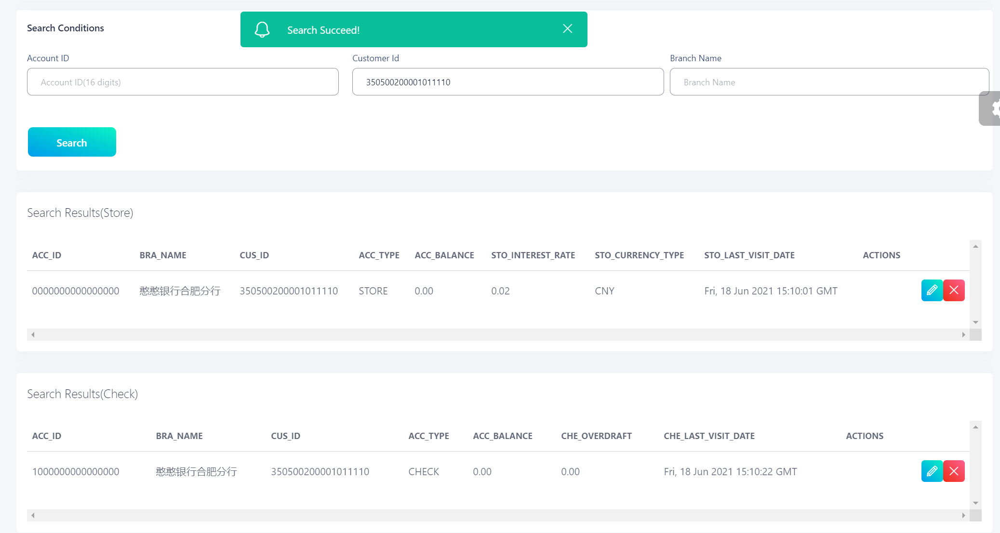 Search Conditions
Search Succeed!
Account ID Customer Id Branch Name
Account ID(16 digits) 350500200001011110 Branch Name
Search
Search Results(Store)
ACC_ID BRA_NAME CUS_ID ACC_TYPE ACC_BALANCE STO_INTEREST_RATE STO_CURRENCY_TYPE STO_LAST_VISIT_DATE ACTIONS
0000000000000000 憨憨银行合肥分行 350500200001011110 STORE 0.00 0.02 CNY Fri, 18 Jun 2021 15:10:01 GMT
Search Results(Check)
ACC_ID BRA_NAME CUS_ID ACC_TYPE ACC_BALANCE CHE_OVERDRAFT CHE_LAST_VISIT_DATE ACTIONS
1000000000000000 憨憨银行合肥分行 350500200001011110 CHECK 0.00 0.00 Fri, 18 Jun 2021 15:10:22 GMT